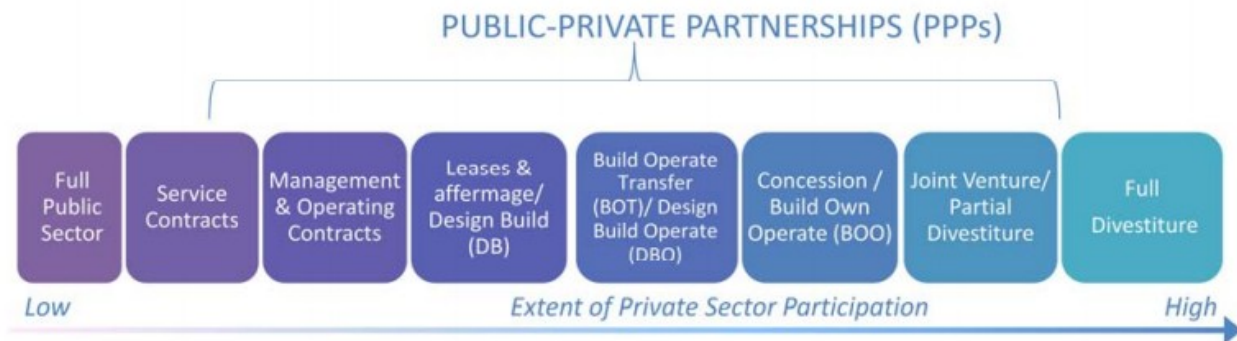 PUBLIC-PRIVATE PARTNERSHIPS (PPPs)
Full
Public
Sector
Service
Contracts
Management
& Operating
Contracts
Leases &
affermage/
Design Build
(DB)
Build Operate
Transfer
(BOT)/ Design
Build Operate
(DBO)
Concession /
Build Own
Operate (BOO)
Joint Venture/
Partial
Divestiture
Full
Divestiture
Low
Extent of Private Sector Participation
High